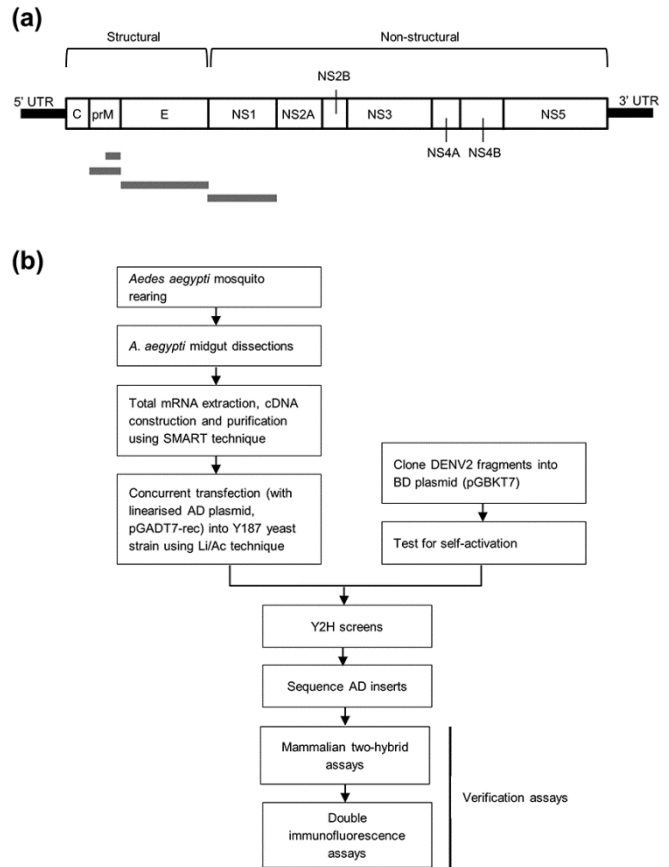 (a)
Structural
Non-structural
NS2B
5' UTR
3' UTR
C
prM
E
NS1
NS2A
NS3
NS5
NS4A
NS4B
(b)
Aedes aegypti mosquito
rearing
A. aegypti midgut dissections
Total mRNA extraction, cDNA
construction and purification
using SMART technique
Concurrent transfection (with
linearised AD plasmid,
pGADT7-rec) into Y187 yeast
strain using Li/Ac technique
Clone DENV2 fragments into
BD plasmid (pGBKT7)
Test for self-activation
Y2H screens
Sequence AD inserts
Mammalian two-hybrid
assays
Double
immunofluorescence
assays
Verification assays